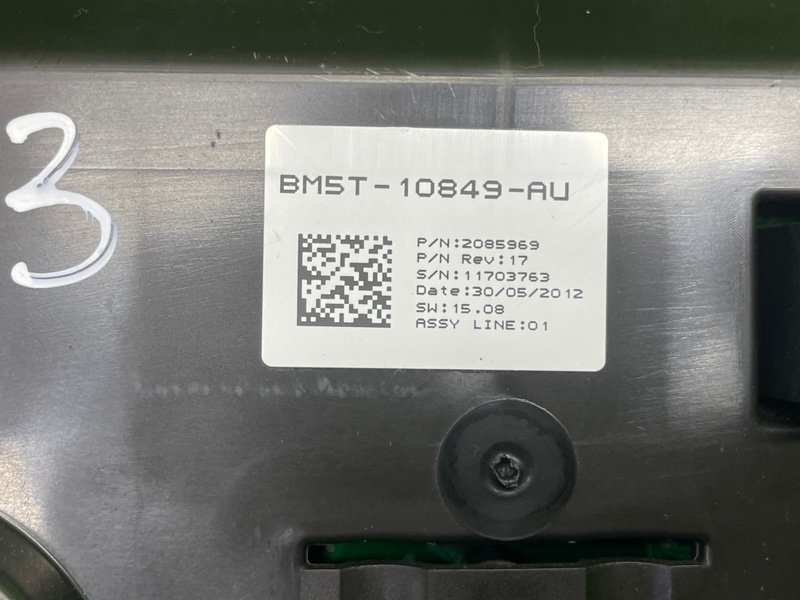 3
BM5T-10849-AU
P/N:2085969
P/N Rev:17
S/N:11703763
Date:30/05/2012
SW:15.08
ASSY LINE:01